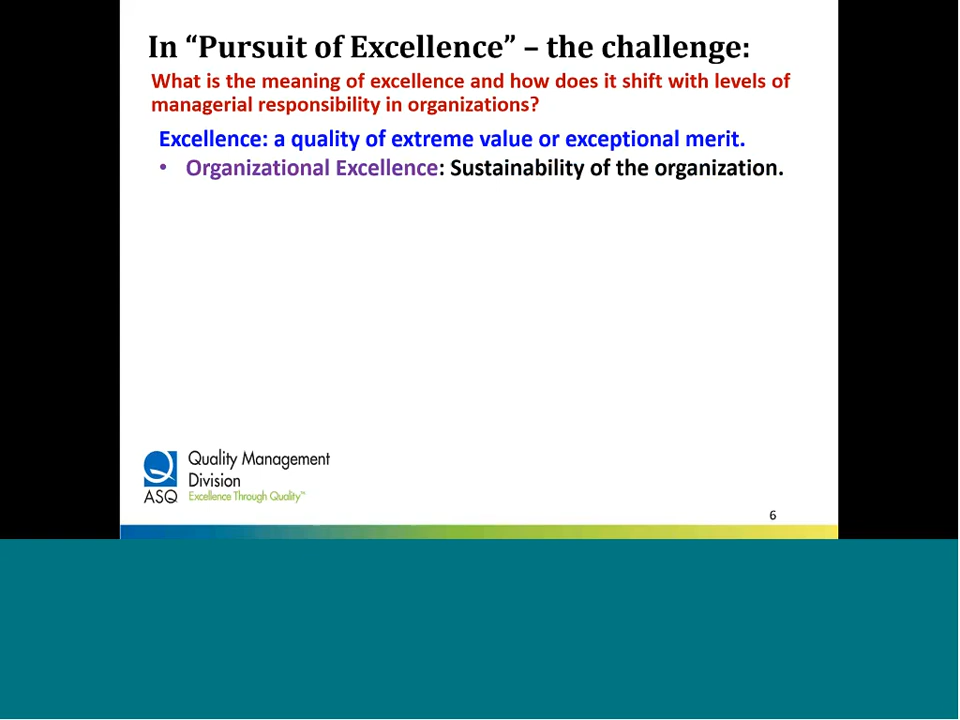 In “Pursuit of Excellence” – the challenge:
What is the meaning of excellence and how does it shift with levels of
managerial responsibility in organizations?
Excellence: a quality of extreme value or exceptional merit.
• Organizational Excellence: Sustainability of the organization.
Quality Management
Division
ASQ Excellence Through Quality™
6